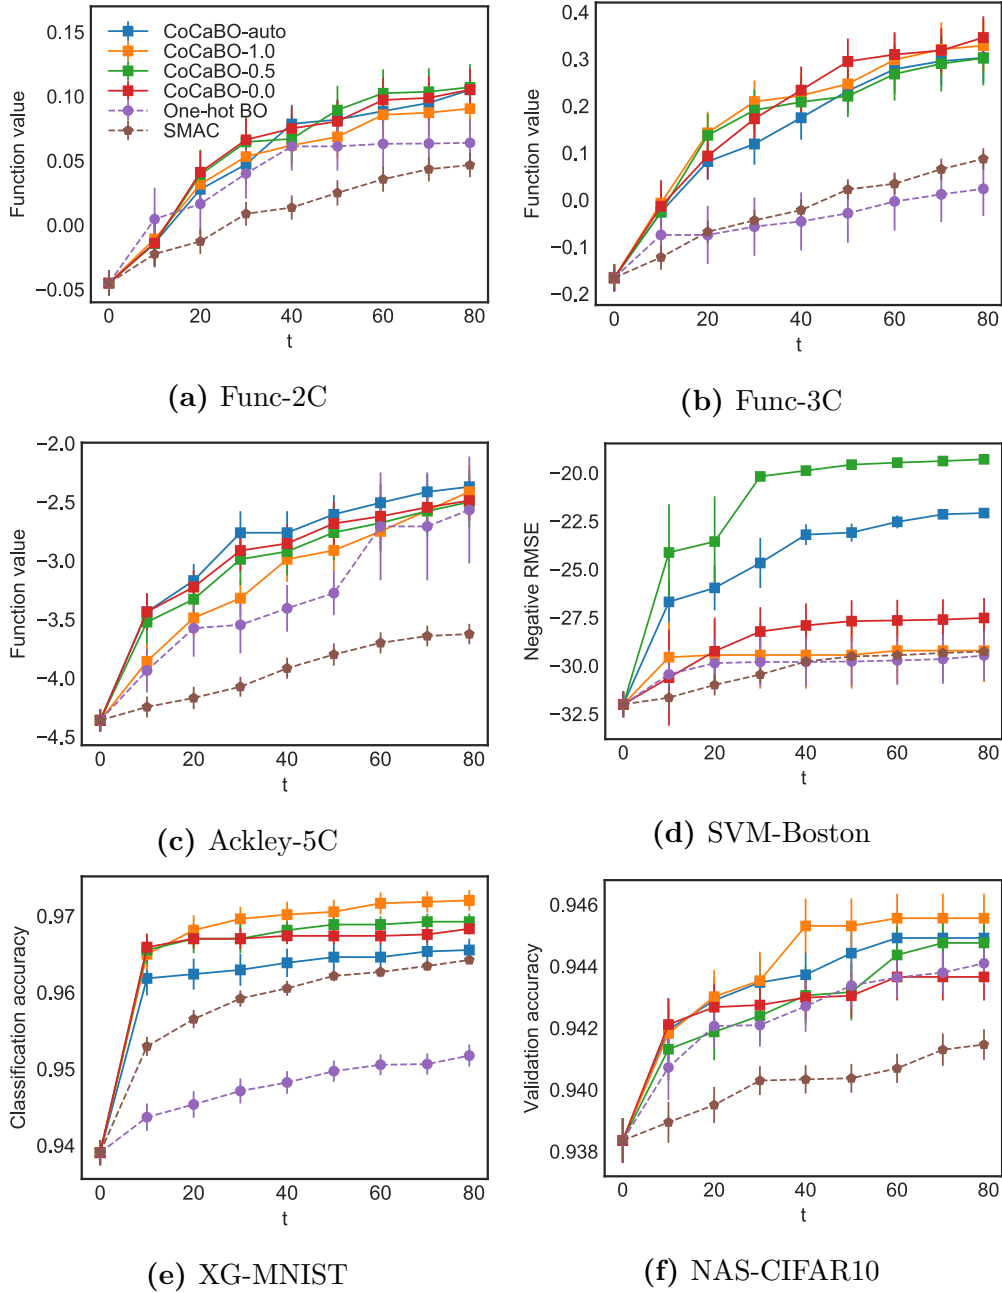 0.15
0.10
0.05
0.00
−0.05
Function value
CoCaBO-auto
CoCaBO-1.0
CoCaBO-0.5
CoCaBO-0.0
One-hot BO
SMAC
0 20 40 60 80
t
(a) Func-2C
0.4
0.3
0.2
0.1
0.0
−0.1
−0.2
Function value
0 20 40 60 80
t
(b) Func-3C
−2.0
−2.5
−3.0
−3.5
−4.0
−4.5
Function value
0 20 40 60 80
t
(c) Ackley-5C
−20.0
−22.5
−25.0
−27.5
−30.0
−32.5
Negative RMSE
0 20 40 60 80
t
(d) SVM-Boston
0.97
0.96
0.95
0.94
Classification accuracy
0 20 40 60 80
t
(e) XG-MNIST
0.946
0.944
0.942
0.940
0.938
Validation accuracy
0 20 40 60 80
t
(f) NAS-CIFAR10